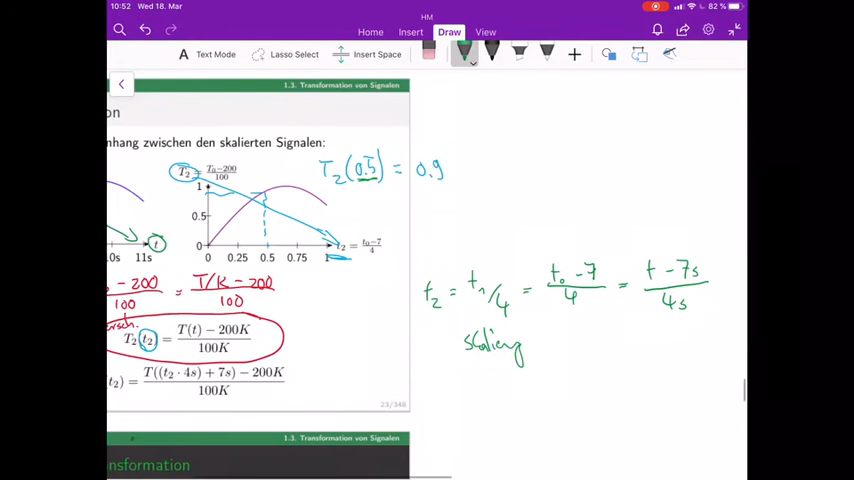 10:52 Wed 18. Mar
82 %
HM
Home Insert Draw View
Text Mode Lasso Select Insert Space
1.3. Transformation von Signalen
on
nhang zwischen den skalierten Signalen:
T₂ = (T₀−200)/100
T₂(0.5) = 0.9
1
0.5
0
0 0.25 0.5 0.75 1
t₂ = (t₀−7)/4
0s 11s t
−200/100 = (T/K − 200)/100
T₂(t₂) = (T(t) − 200K)/100K
t₂) = (T((t₂ · 4s) + 7s) − 200K)/100K
t₂ = t₁/4 = (t₀ − 7)/4 = (t − 7s)/4s
23/348
1.3. Transformation von Signalen
nsformation